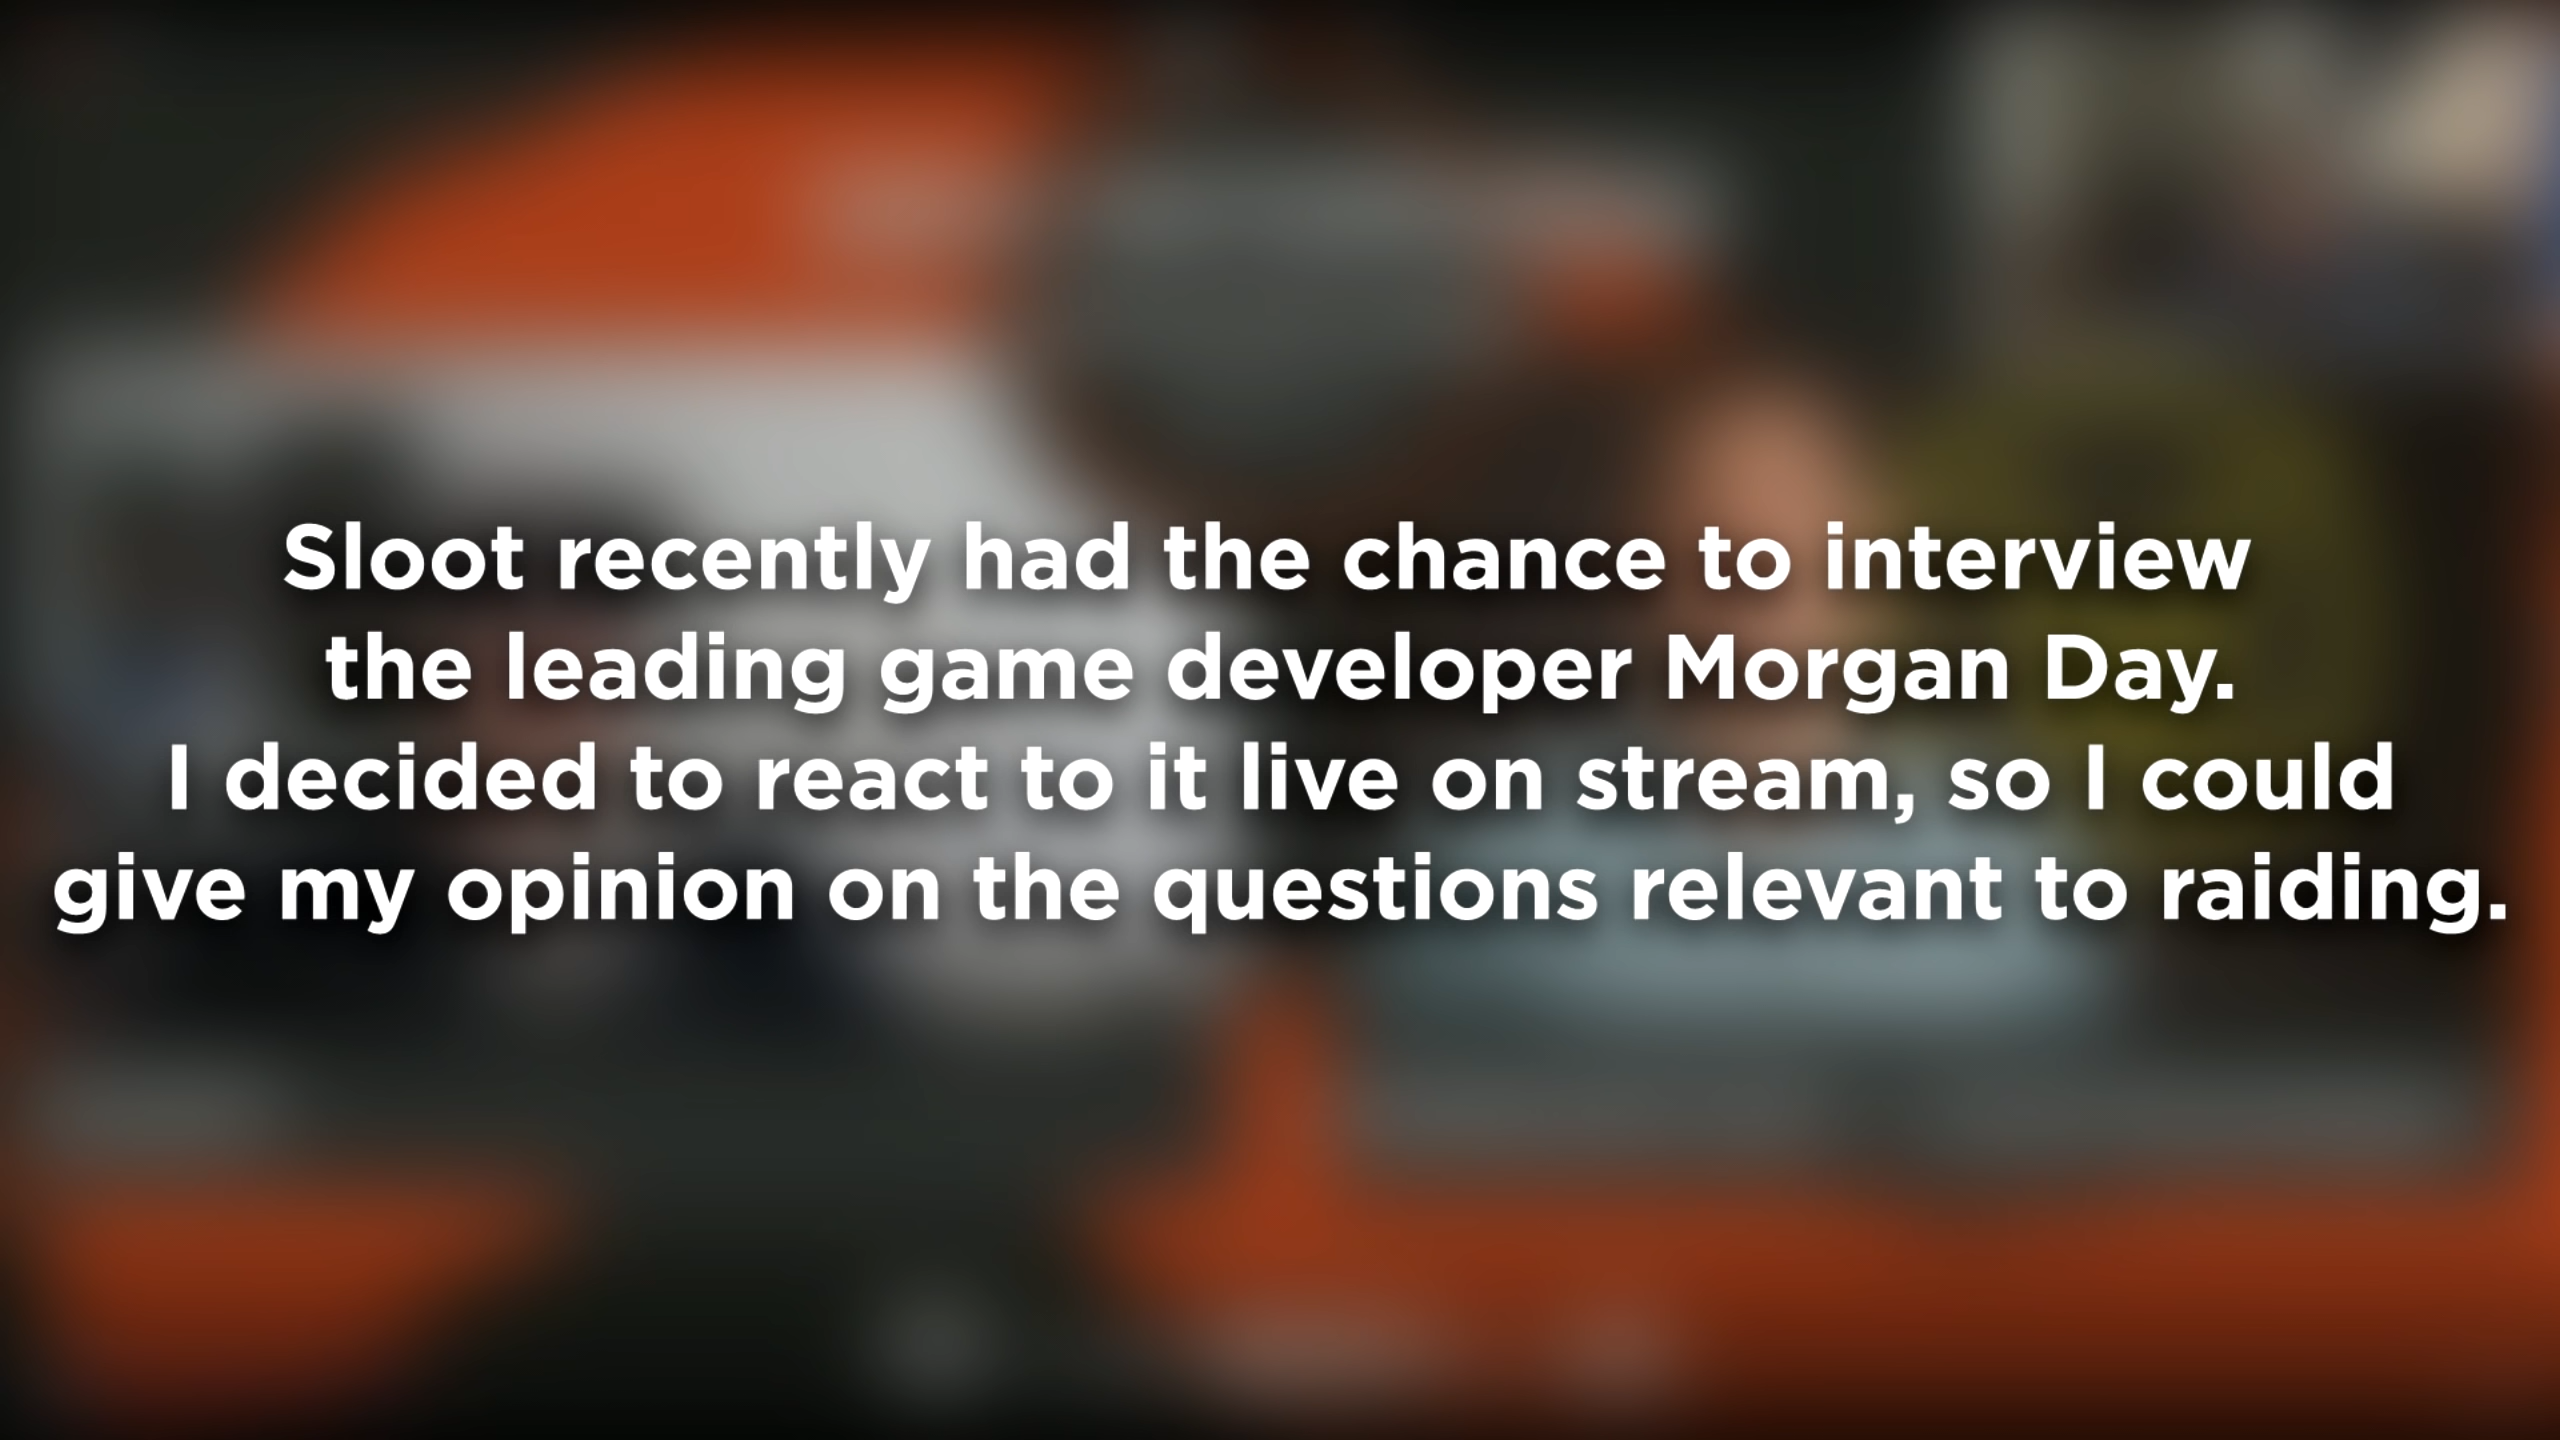 Sloot recently had the chance to interview
the leading game developer Morgan Day.
I decided to react to it live on stream, so I could
give my opinion on the questions relevant to raiding.